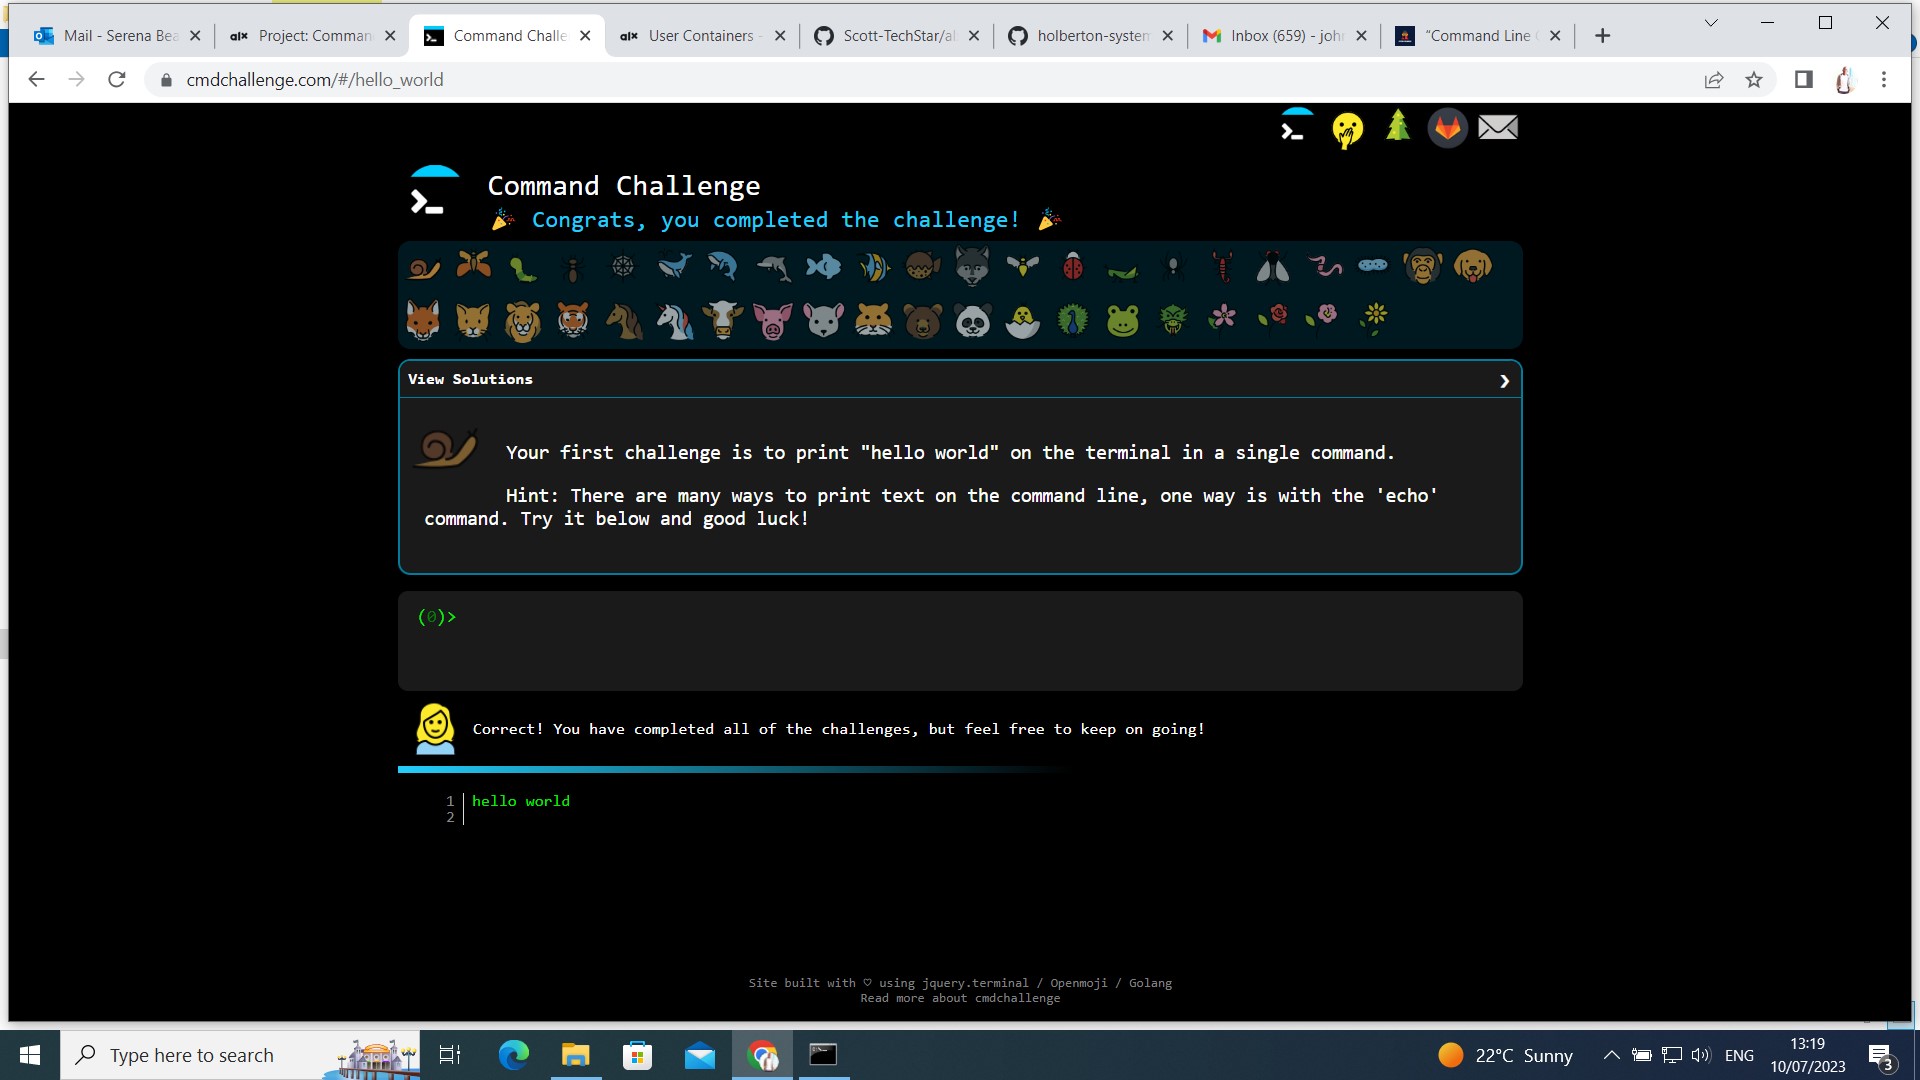 Mail - Serena Bea
Project: Comman
Command Challe
User Containers -
Scott-TechStar/al
holberton-system
Inbox (659) - joh
"Command Line
cmdchallenge.com/#/hello_world
Command Challenge
Congrats, you completed the challenge!
View Solutions
Your first challenge is to print "hello world" on the terminal in a single command.
Hint: There are many ways to print text on the command line, one way is with the 'echo'
command. Try it below and good luck!
(0)>
Correct! You have completed all of the challenges, but feel free to keep on going!
1 hello world
2
Site built with ♡ using jquery.terminal / Openmoji / Golang
Read more about cmdchallenge
Type here to search
22°C Sunny
ENG
13:19
10/07/2023
3